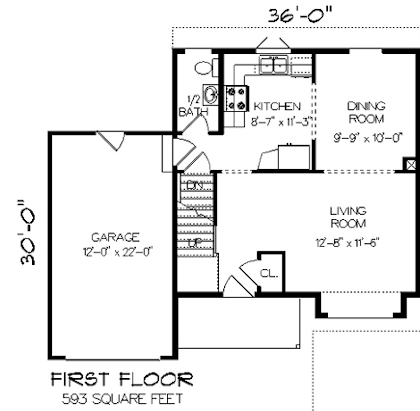 36'-0"
1/2
BATH
KITCHEN
8'-7" x 11'-3"
DINING
ROOM
9'-9" x 10'-0"
30'-0"
DN
UP
GARAGE
12'-0" x 22'-0"
LIVING
ROOM
12'-8" x 11'-6"
CL.
FIRST FLOOR
593 SQUARE FEET